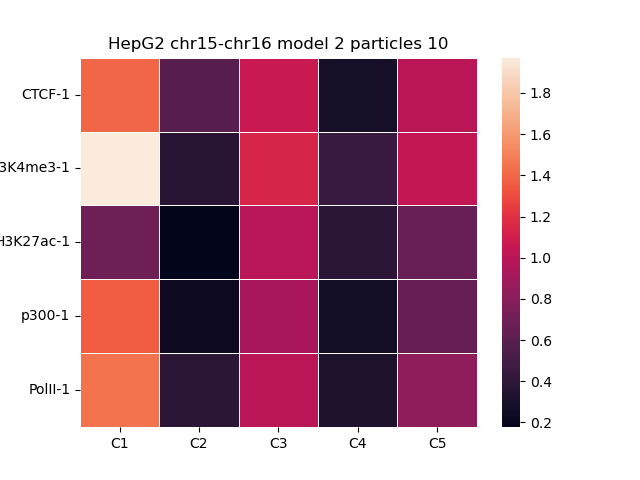 HepG2 chr15-chr16 model 2 particles 10
CTCF-1
3K4me3-1
H3K27ac-1
p300-1
PolII-1
C1 C2 C3 C4 C5
1.8
1.6
1.4
1.2
1.0
0.8
0.6
0.4
0.2